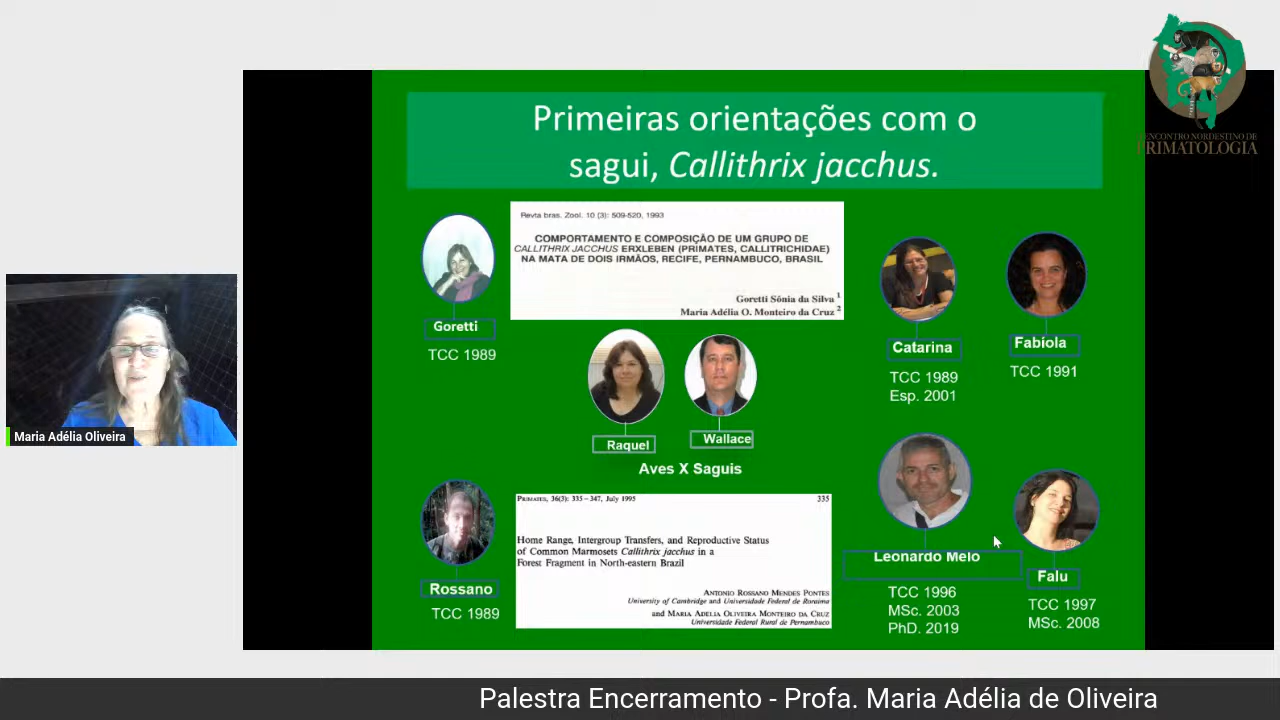 Primeiras orientações com o
sagui, Callithrix jacchus.
ENCONTRO NORDESTINO DE
PRIMATOLOGIA
Revta bras. Zool. 10 (3): 509-520, 1993
COMPORTAMENTO E COMPOSIÇÃO DE UM GRUPO DE
CALLITHRIX JACCHUS ERXLEBEN (PRIMATES, CALLITRICHIDAE)
NA MATA DE DOIS IRMÃOS, RECIFE, PERNAMBUCO, BRASIL
Goretti Sônia da Silva 1
Maria Adélia O. Monteiro da Cruz 2
Goretti
TCC 1989
Catarina
TCC 1989
Esp. 2001
Fabíola
TCC 1991
Raquel
Wallace
Aves X Saguis
Maria Adélia Oliveira
Rossano
TCC 1989
PRIMATES, 36(3): 335-347, July 1995 335
Home Range, Intergroup Transfers, and Reproductive Status
of Common Marmosets Callithrix jacchus in a
Forest Fragment in North-eastern Brazil
ANTONIO ROSSANO MENDES PONTES
University of Cambridge and Universidade Federal de Roraima
and MARIA ADELIA OLIVEIRA MONTEIRO DA CRUZ
Universidade Federal Rural de Pernambuco
Leonardo Melo
TCC 1996
MSc. 2003
PhD. 2019
Falu
TCC 1997
MSc. 2008
Palestra Encerramento - Profa. Maria Adélia de Oliveira